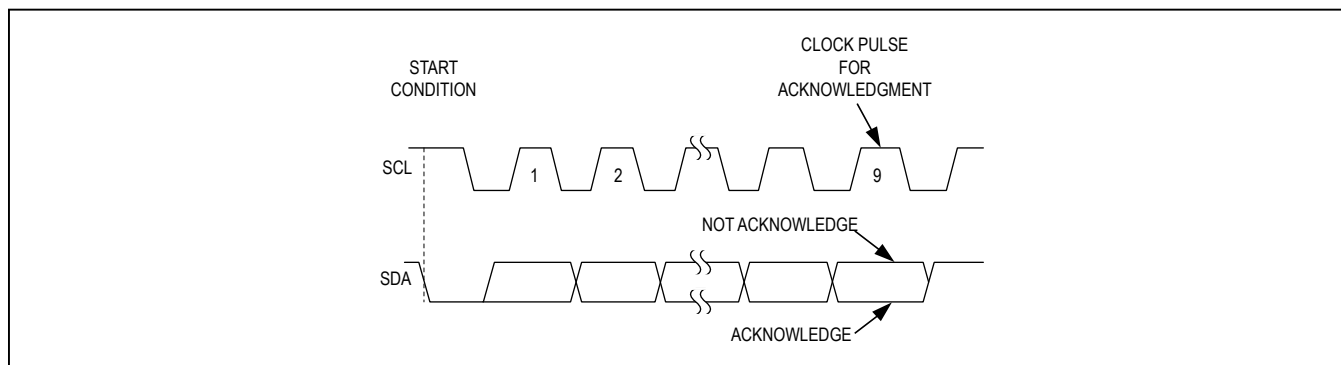 START
CONDITION
CLOCK PULSE
FOR
ACKNOWLEDGMENT
SCL
1
2
9
NOT ACKNOWLEDGE
SDA
ACKNOWLEDGE